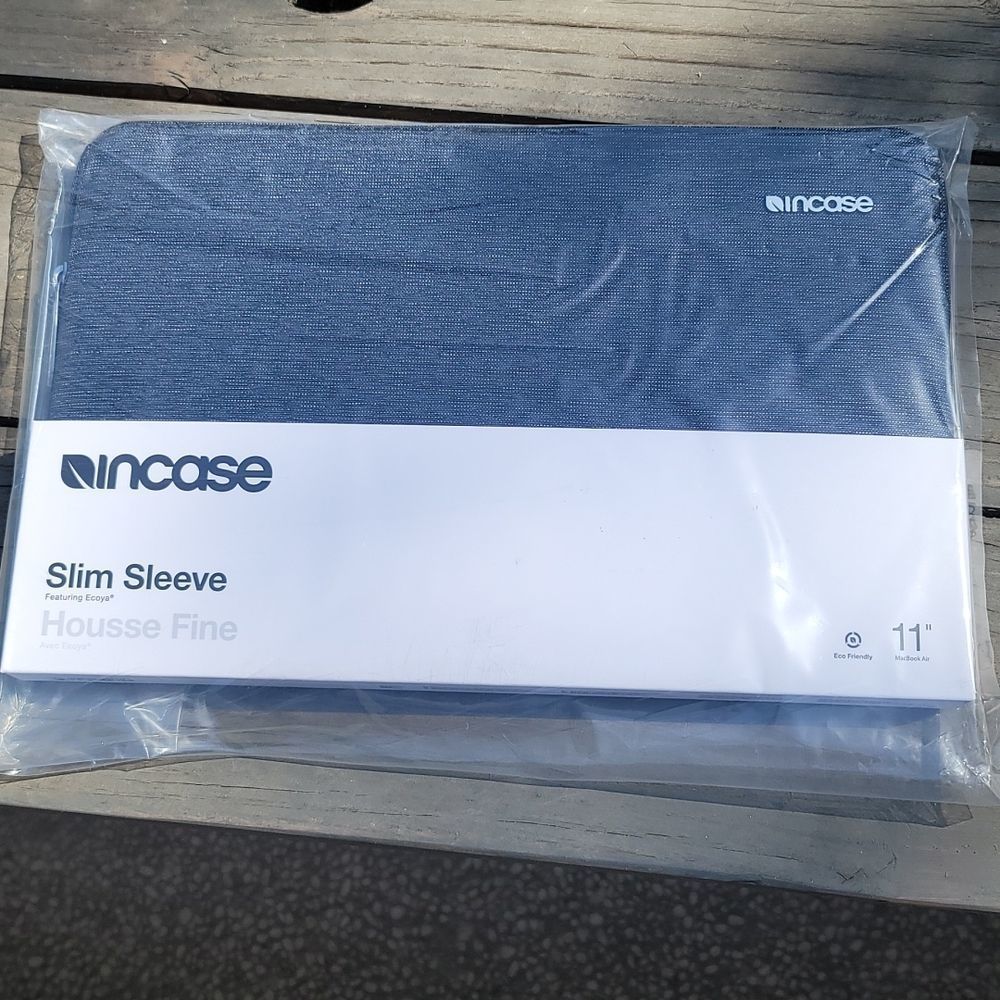 incase
incase
Slim Sleeve
Featuring Ecoya®
Housse Fine
Avec Ecoya®
Eco Friendly
11"
MacBook Air